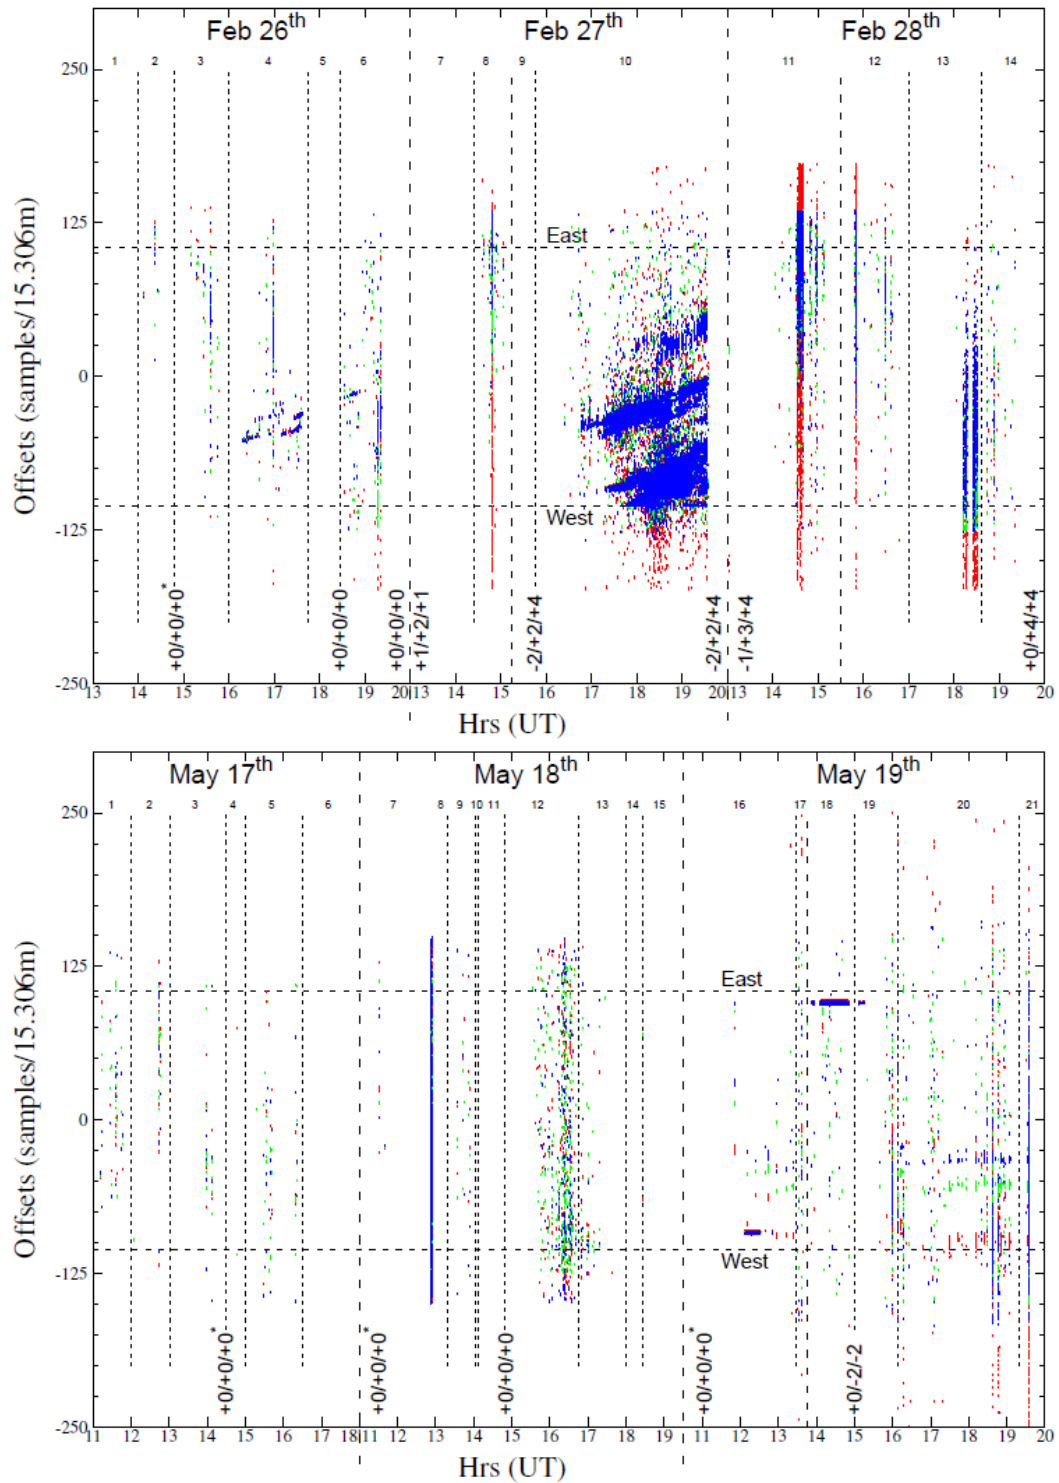 Feb 26th
Feb 27th
Feb 28th
1 2 3 4 5 6 7 8 9 10 11 12 13 14
250
125
0
-125
-250
Offsets (samples/15.306m)
East
West
+0/+0/+0*
+0/+0/+0
+0/+0/+0
+1/+2/+1
-2/+2/+4
-2/+2/+4
-1/+3/+4
+0/+4/+4
13 14 15 16 17 18 19 20 13 14 15 16 17 18 19 20 13 14 15 16 17 18 19 20
Hrs (UT)
May 17th
May 18th
May 19th
1 2 3 4 5 6 7 8 9 10 11 12 13 14 15 16 17 18 19 20 21
250
125
0
-125
-250
Offsets (samples/15.306m)
East
West
+0/+0/+0*
+0/+0/+0*
+0/+0/+0
+0/+0/+0*
+0/-2/-2
11 12 13 14 15 16 17 18 11 12 13 14 15 16 17 18 19 11 12 13 14 15 16 17 18 19 20
Hrs (UT)